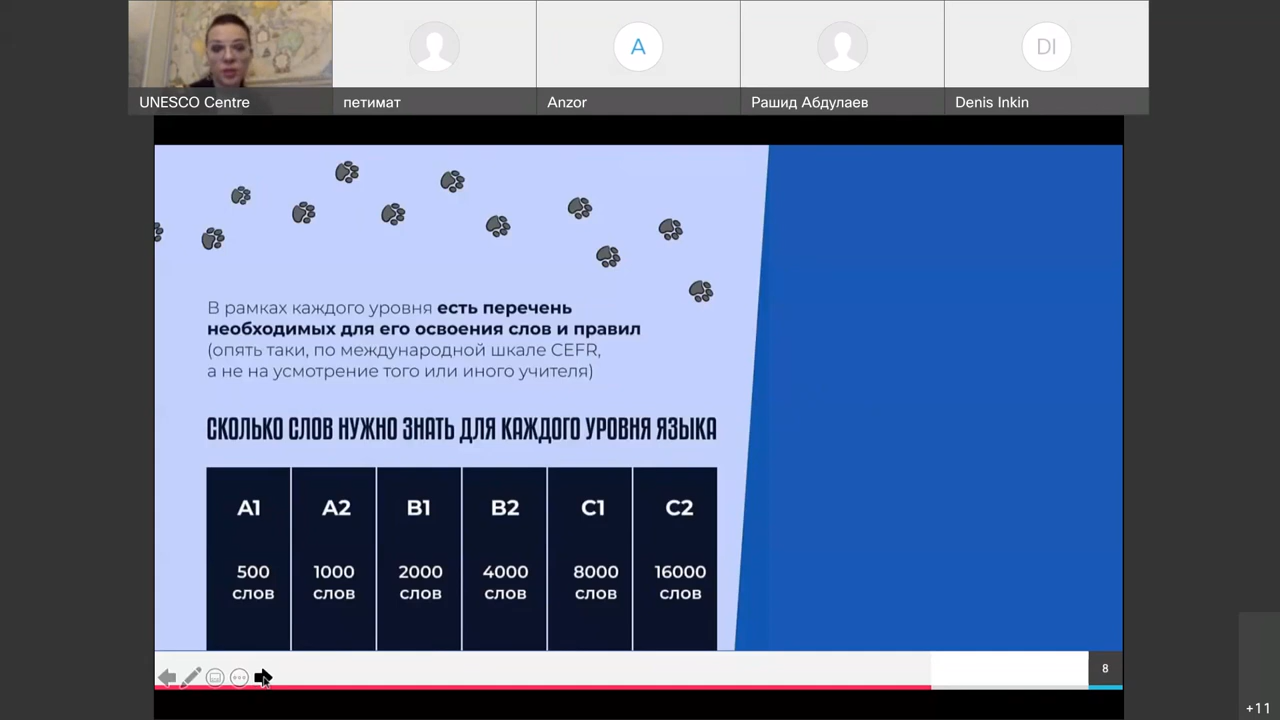 UNESCO Centre
петимат
A
Anzor
Рашид Абдулаев
DI
Denis Inkin
В рамках каждого уровня есть перечень
необходимых для его освоения слов и правил
(опять таки, по международной шкале CEFR,
а не на усмотрение того или иного учителя)
СКОЛЬКО СЛОВ НУЖНО ЗНАТЬ ДЛЯ КАЖДОГО УРОВНЯ ЯЗЫКА
A1 A2 B1 B2 C1 C2
500 1000 2000 4000 8000 16000
слов слов слов слов слов слов
8
+11